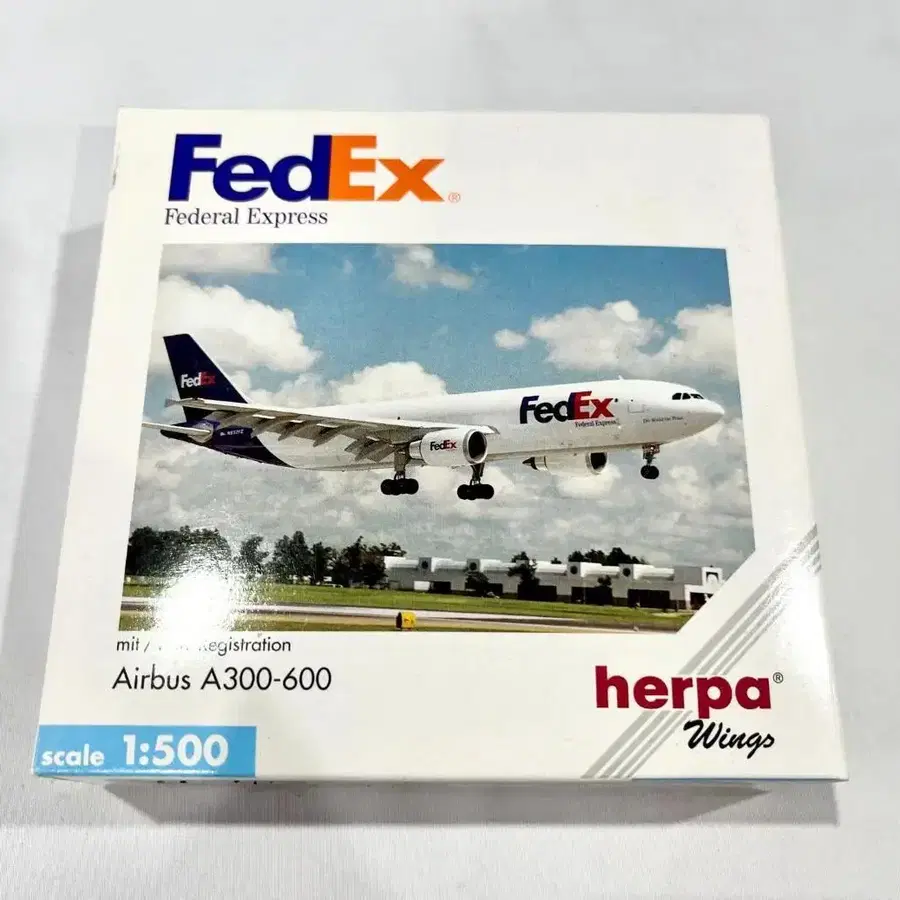 FedEx®
Federal Express
FedEx
FedEx
Federal Express
FedEx
mit / Registration
Airbus A300-600
herpa®
Wings
scale 1:500